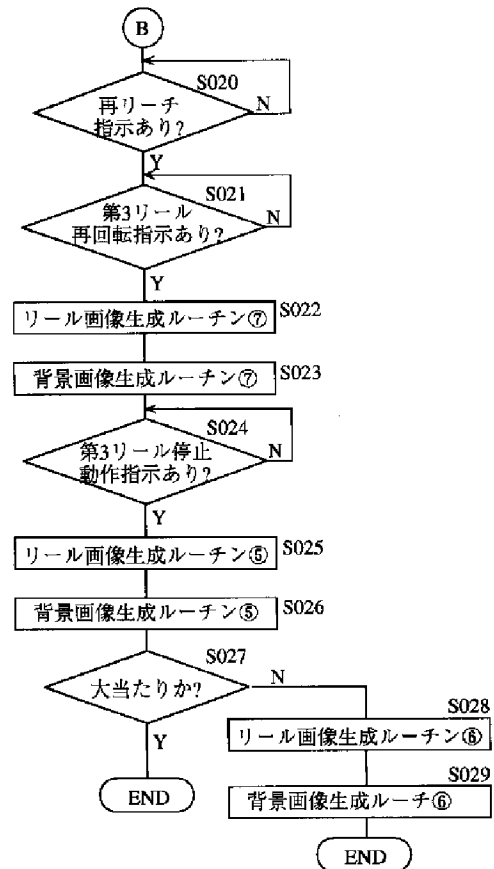 B
S020
再リーチ
指示あり?
N
Y
S021
第3リール
再回転指示あり?
N
Y
リール画像生成ルーチン⑦
S022
背景画像生成ルーチン⑦
S023
S024
第3リール停止
動作指示あり?
N
Y
リール画像生成ルーチン⑤
S025
背景画像生成ルーチン⑤
S026
S027
大当たりか?
N
Y
S028
リール画像生成ルーチン⑥
S029
背景画像生成ルーチ⑥
END
END